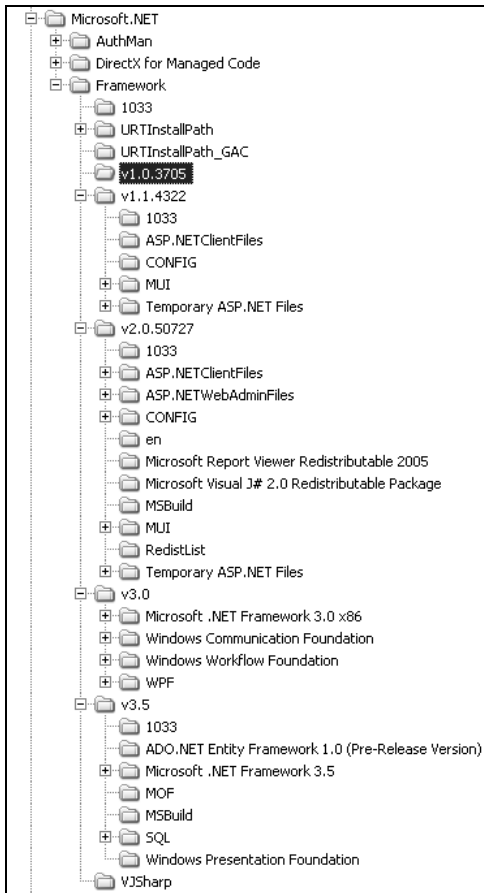 Microsoft.NET
AuthMan
DirectX for Managed Code
Framework
1033
URTInstallPath
URTInstallPath_GAC
v1.0.3705
v1.1.4322
1033
ASP.NETClientFiles
CONFIG
MUI
Temporary ASP.NET Files
v2.0.50727
1033
ASP.NETClientFiles
ASP.NETWebAdminFiles
CONFIG
en
Microsoft Report Viewer Redistributable 2005
Microsoft Visual J# 2.0 Redistributable Package
MSBuild
MUI
RedistList
Temporary ASP.NET Files
v3.0
Microsoft .NET Framework 3.0 x86
Windows Communication Foundation
Windows Workflow Foundation
WPF
v3.5
1033
ADO.NET Entity Framework 1.0 (Pre-Release Version)
Microsoft .NET Framework 3.5
MOF
MSBuild
SQL
Windows Presentation Foundation
VJSharp